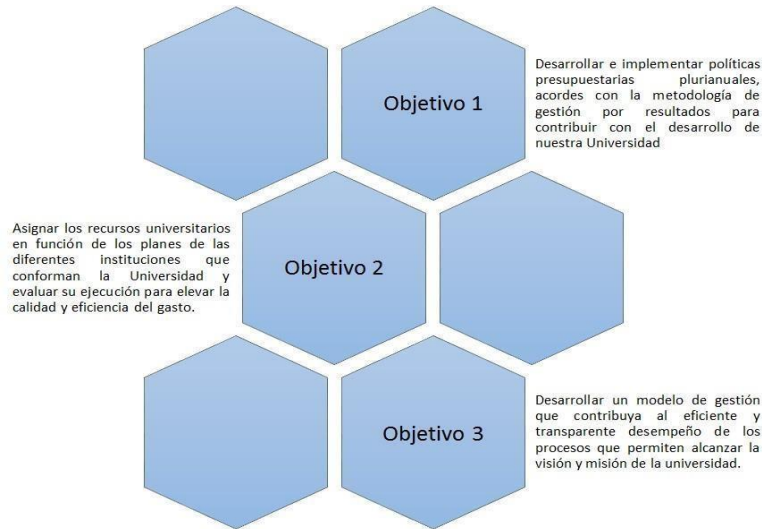 Objetivo 1
Desarrollar e implementar políticas
presupuestarias plurianuales,
acordes con la metodología de
gestión por resultados para
contribuir con el desarrollo de
nuestra Universidad
Asignar los recursos universitarios
en función de los planes de las
diferentes instituciones que
conforman la Universidad y
evaluar su ejecución para elevar la
calidad y eficiencia del gasto.
Objetivo 2
Objetivo 3
Desarrollar un modelo de gestión
que contribuya al eficiente y
transparente desempeño de los
procesos que permiten alcanzar la
visión y misión de la universidad.